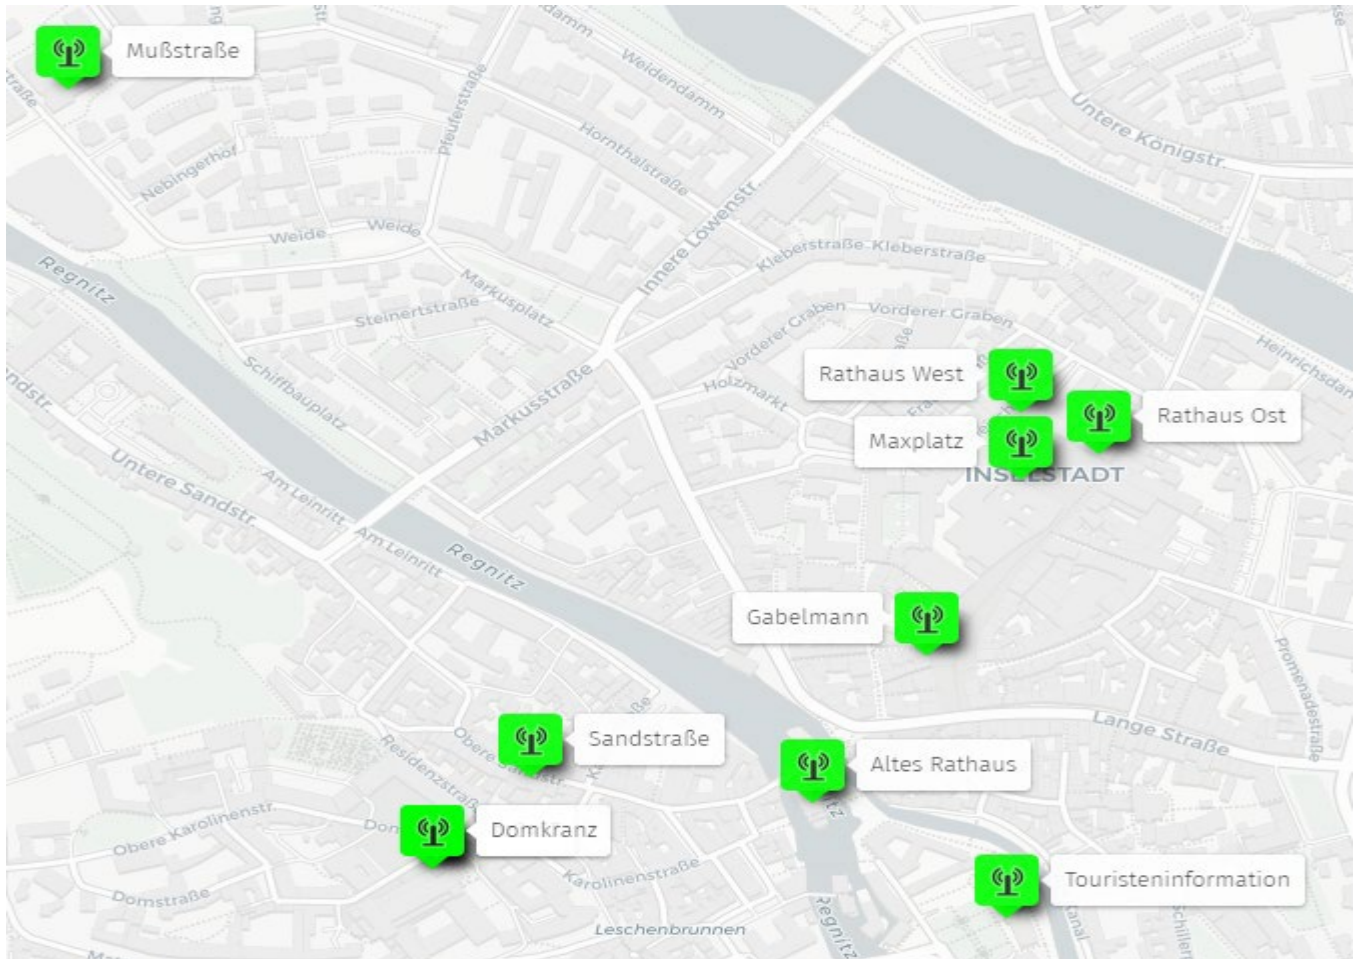 Mußstraße
Weidendamm
Untere Königstr.
Pfeuferstraße
Hornthalstraße
Nebingerhof
Innere Löwenstr.
Weide
Weide
Kleberstraße
Kleberstraße
Regnitz
Markusplatz
Steinertstraße
Vorderer Graben
Vorderer Graben
Heinrichsdam
Schiffbauplatz
Rathaus West
Holzmarkt
Markusstraße
Rathaus Ost
Maxplatz
INSELSTADT
Untere Sandstr.
Am Leinritt
Am Leinritt
Regnitz
Gabelmann
Promenadestraße
Lange Straße
Sandstraße
Residenzstraße
Altes Rathaus
Obere Karolinenstr.
Domkranz
Karolinenstraße
Domstraße
Touristeninformation
Leschenbrunnen
Regnitz